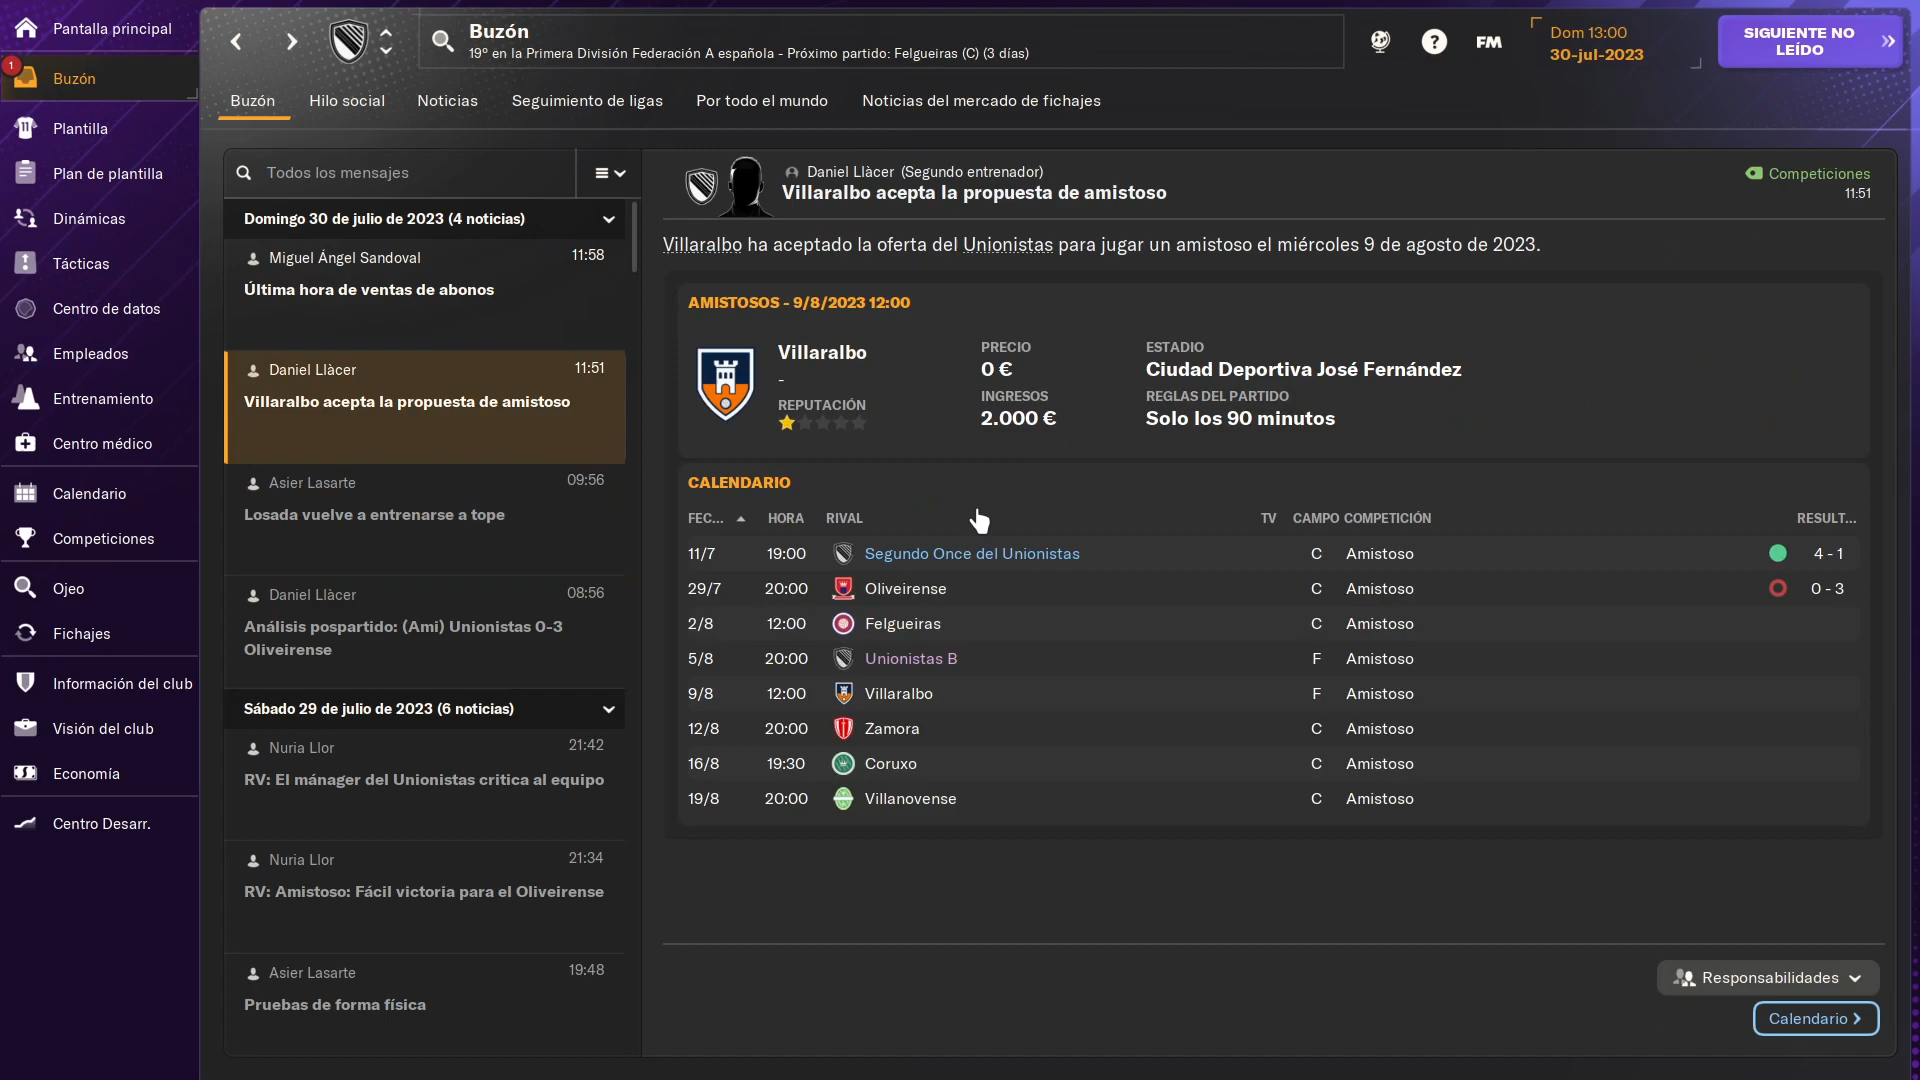 Pantalla principal
1
Buzón
Plantilla
Plan de plantilla
Dinámicas
Tácticas
Centro de datos
Empleados
Entrenamiento
Centro médico
Calendario
Competiciones
Ojeo
Fichajes
Información del club
Visión del club
Economía
Centro Desarr.
Buzón
19º en la Primera División Federación A española - Próximo partido: Felgueiras (C) (3 días)
?
FM
Dom 13:00
30-jul-2023
SIGUIENTE NO
LEÍDO
Buzón Hilo social Noticias Seguimiento de ligas Por todo el mundo Noticias del mercado de fichajes
Todos los mensajes
Domingo 30 de julio de 2023 (4 noticias)
Miguel Ángel Sandoval 11:58
Última hora de ventas de abonos
Daniel Llàcer 11:51
Villaralbo acepta la propuesta de amistoso
Asier Lasarte 09:56
Losada vuelve a entrenarse a tope
Daniel Llàcer 08:56
Análisis pospartido: (Ami) Unionistas 0-3
Oliveirense
Sábado 29 de julio de 2023 (6 noticias)
Nuria Llor 21:42
RV: El mánager del Unionistas critica al equipo
Nuria Llor 21:34
RV: Amistoso: Fácil victoria para el Oliveirense
Asier Lasarte 19:48
Pruebas de forma física
Daniel Llàcer (Segundo entrenador)
Villaralbo acepta la propuesta de amistoso
Competiciones
11:51
Villaralbo ha aceptado la oferta del Unionistas para jugar un amistoso el miércoles 9 de agosto de 2023.
AMISTOSOS - 9/8/2023 12:00
Villaralbo
-
REPUTACIÓN
PRECIO
0 €
INGRESOS
2.000 €
ESTADIO
Ciudad Deportiva José Fernández
REGLAS DEL PARTIDO
Solo los 90 minutos
CALENDARIO
FEC... HORA RIVAL TV CAMPO COMPETICIÓN RESULT...
11/7 19:00 Segundo Once del Unionistas C Amistoso 4 - 1
29/7 20:00 Oliveirense C Amistoso 0 - 3
2/8 12:00 Felgueiras C Amistoso
5/8 20:00 Unionistas B F Amistoso
9/8 12:00 Villaralbo F Amistoso
12/8 20:00 Zamora C Amistoso
16/8 19:30 Coruxo C Amistoso
19/8 20:00 Villanovense C Amistoso
Responsabilidades
Calendario